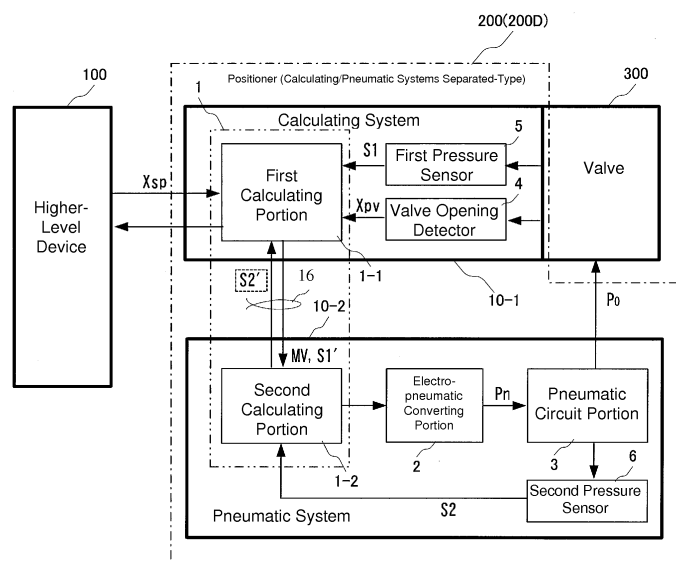 200(200D)
100
Positioner (Calculating/Pneumatic Systems Separated-Type)
300
1
Calculating System
5
S1
First Pressure
Sensor
Valve
First
Calculating
Portion
Xsp
4
Xpv
Valve Opening
Detector
Higher-
Level
Device
1-1
S2′
16
10-1
10-2
Po
MV, S1′
Second
Calculating
Portion
Electro-
pneumatic
Converting
Portion
Pn
Pneumatic
Circuit Portion
2
3
6
1-2
Second Pressure
Sensor
S2
Pneumatic System